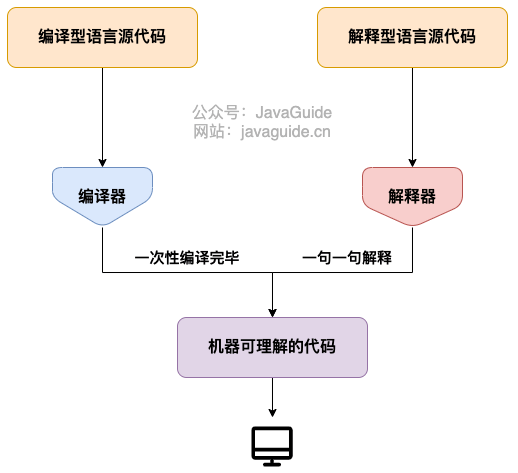 编译型语言源代码
解释型语言源代码
公众号：JavaGuide
网站：javaguide.cn
编译器
解释器
一次性编译完毕
一句一句解释
机器可理解的代码